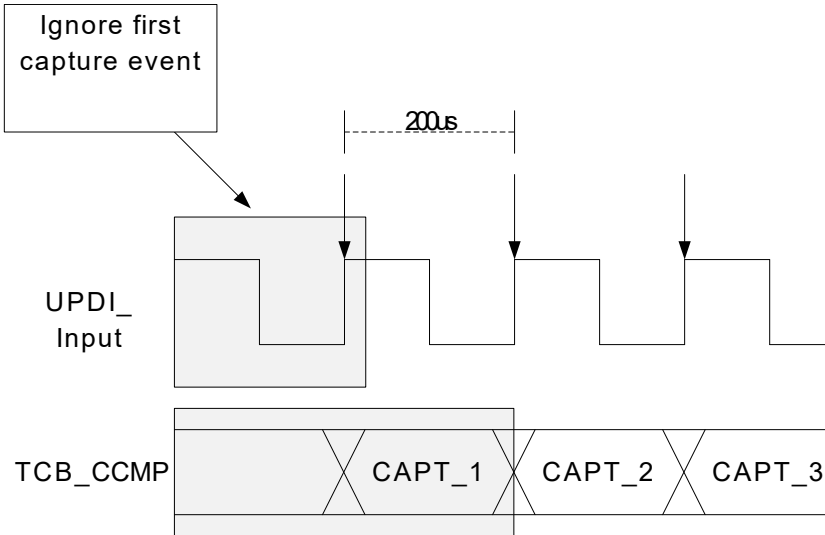 Ignore first
capture event
200us
UPDI_
Input
TCB_CCMP
CAPT_1
CAPT_2
CAPT_3